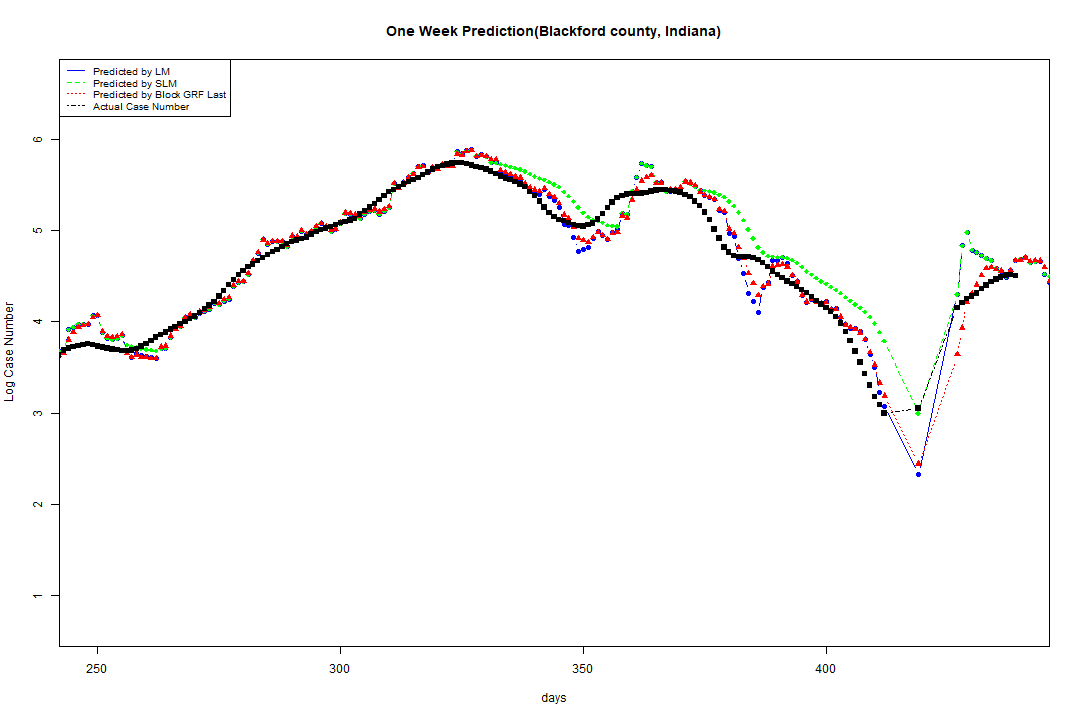 One Week Prediction(Blackford county, Indiana)
Predicted by LM
Predicted by SLM
Predicted by Block GRF Last
Actual Case Number
Log Case Number
6
5
4
3
2
1
250 300 350 400
days